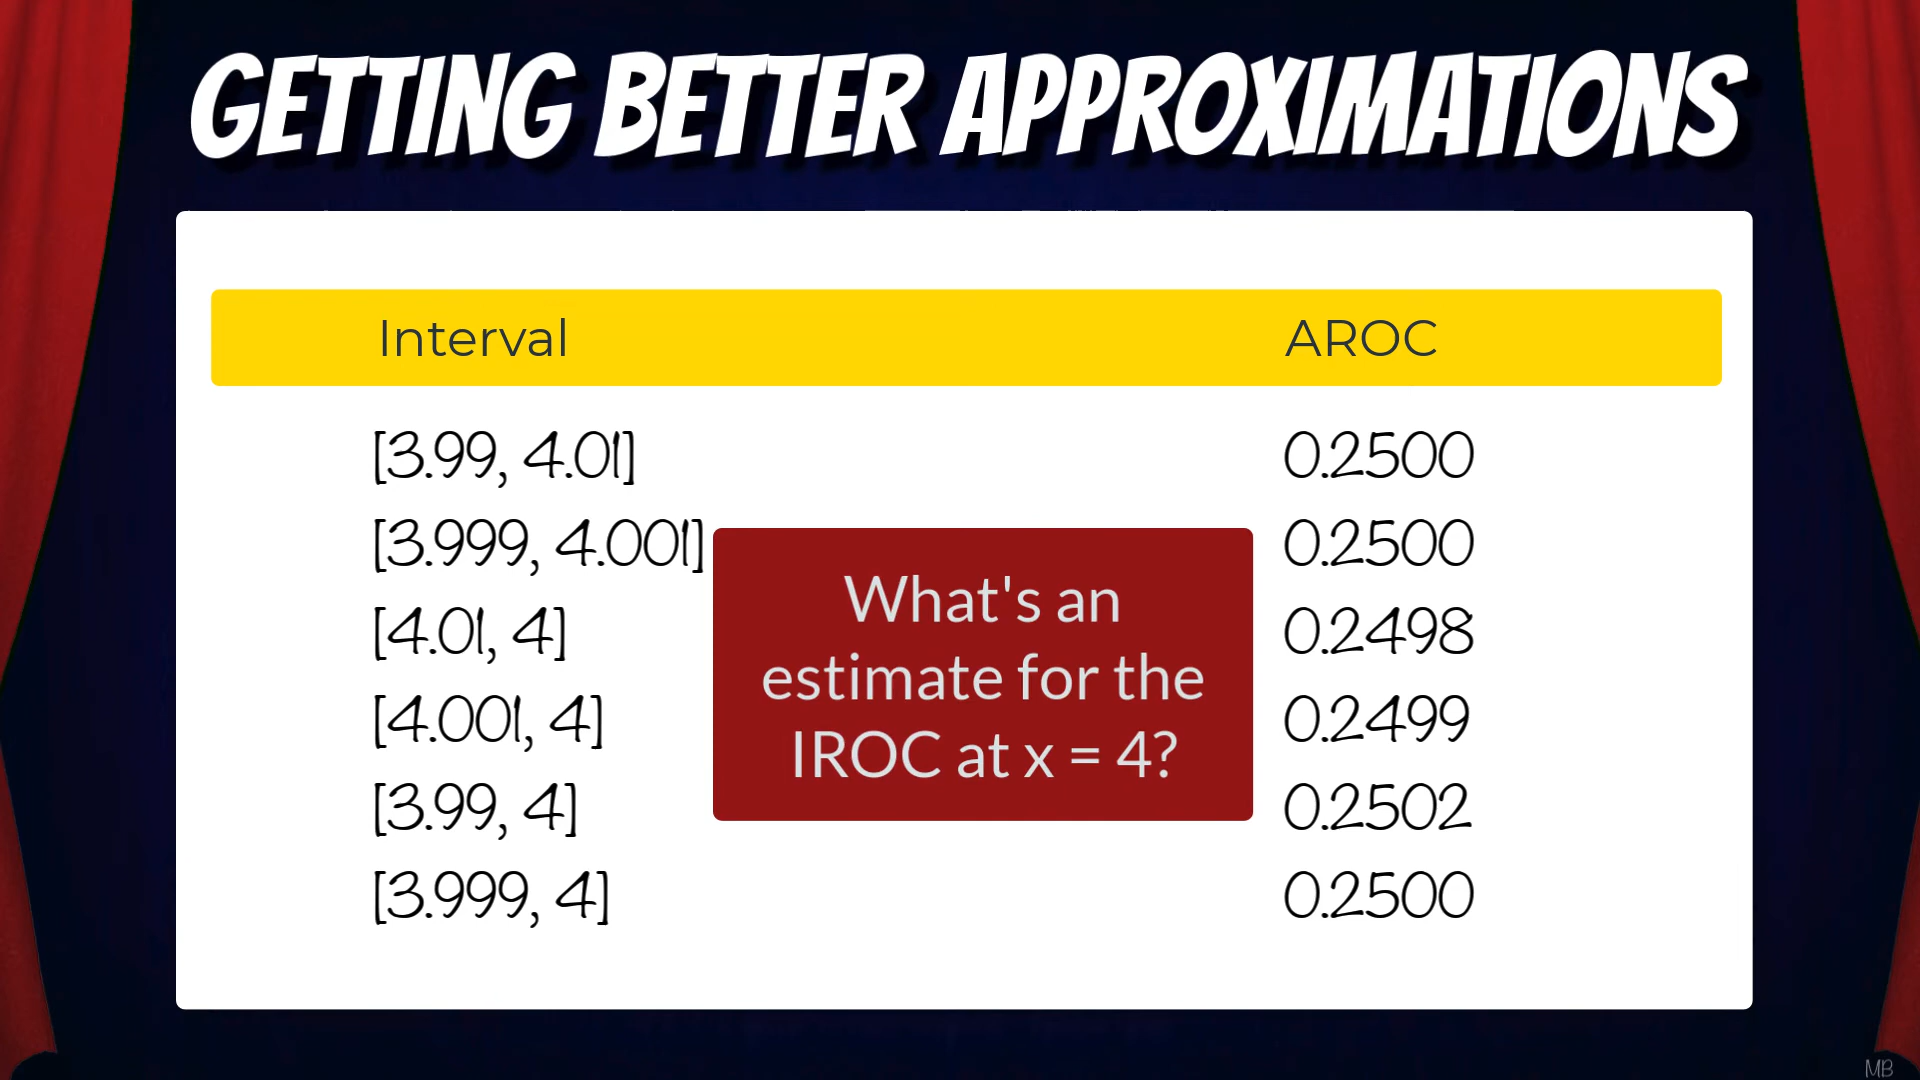 GETTING BETTER APPROXIMATIONS
Interval AROC
[3.99, 4.01] 0.2500
[3.999, 4.001] 0.2500
[4.01, 4] 0.2498
[4.001, 4] 0.2499
[3.99, 4] 0.2502
[3.999, 4] 0.2500
What's an
estimate for the
IROC at x = 4?
MB